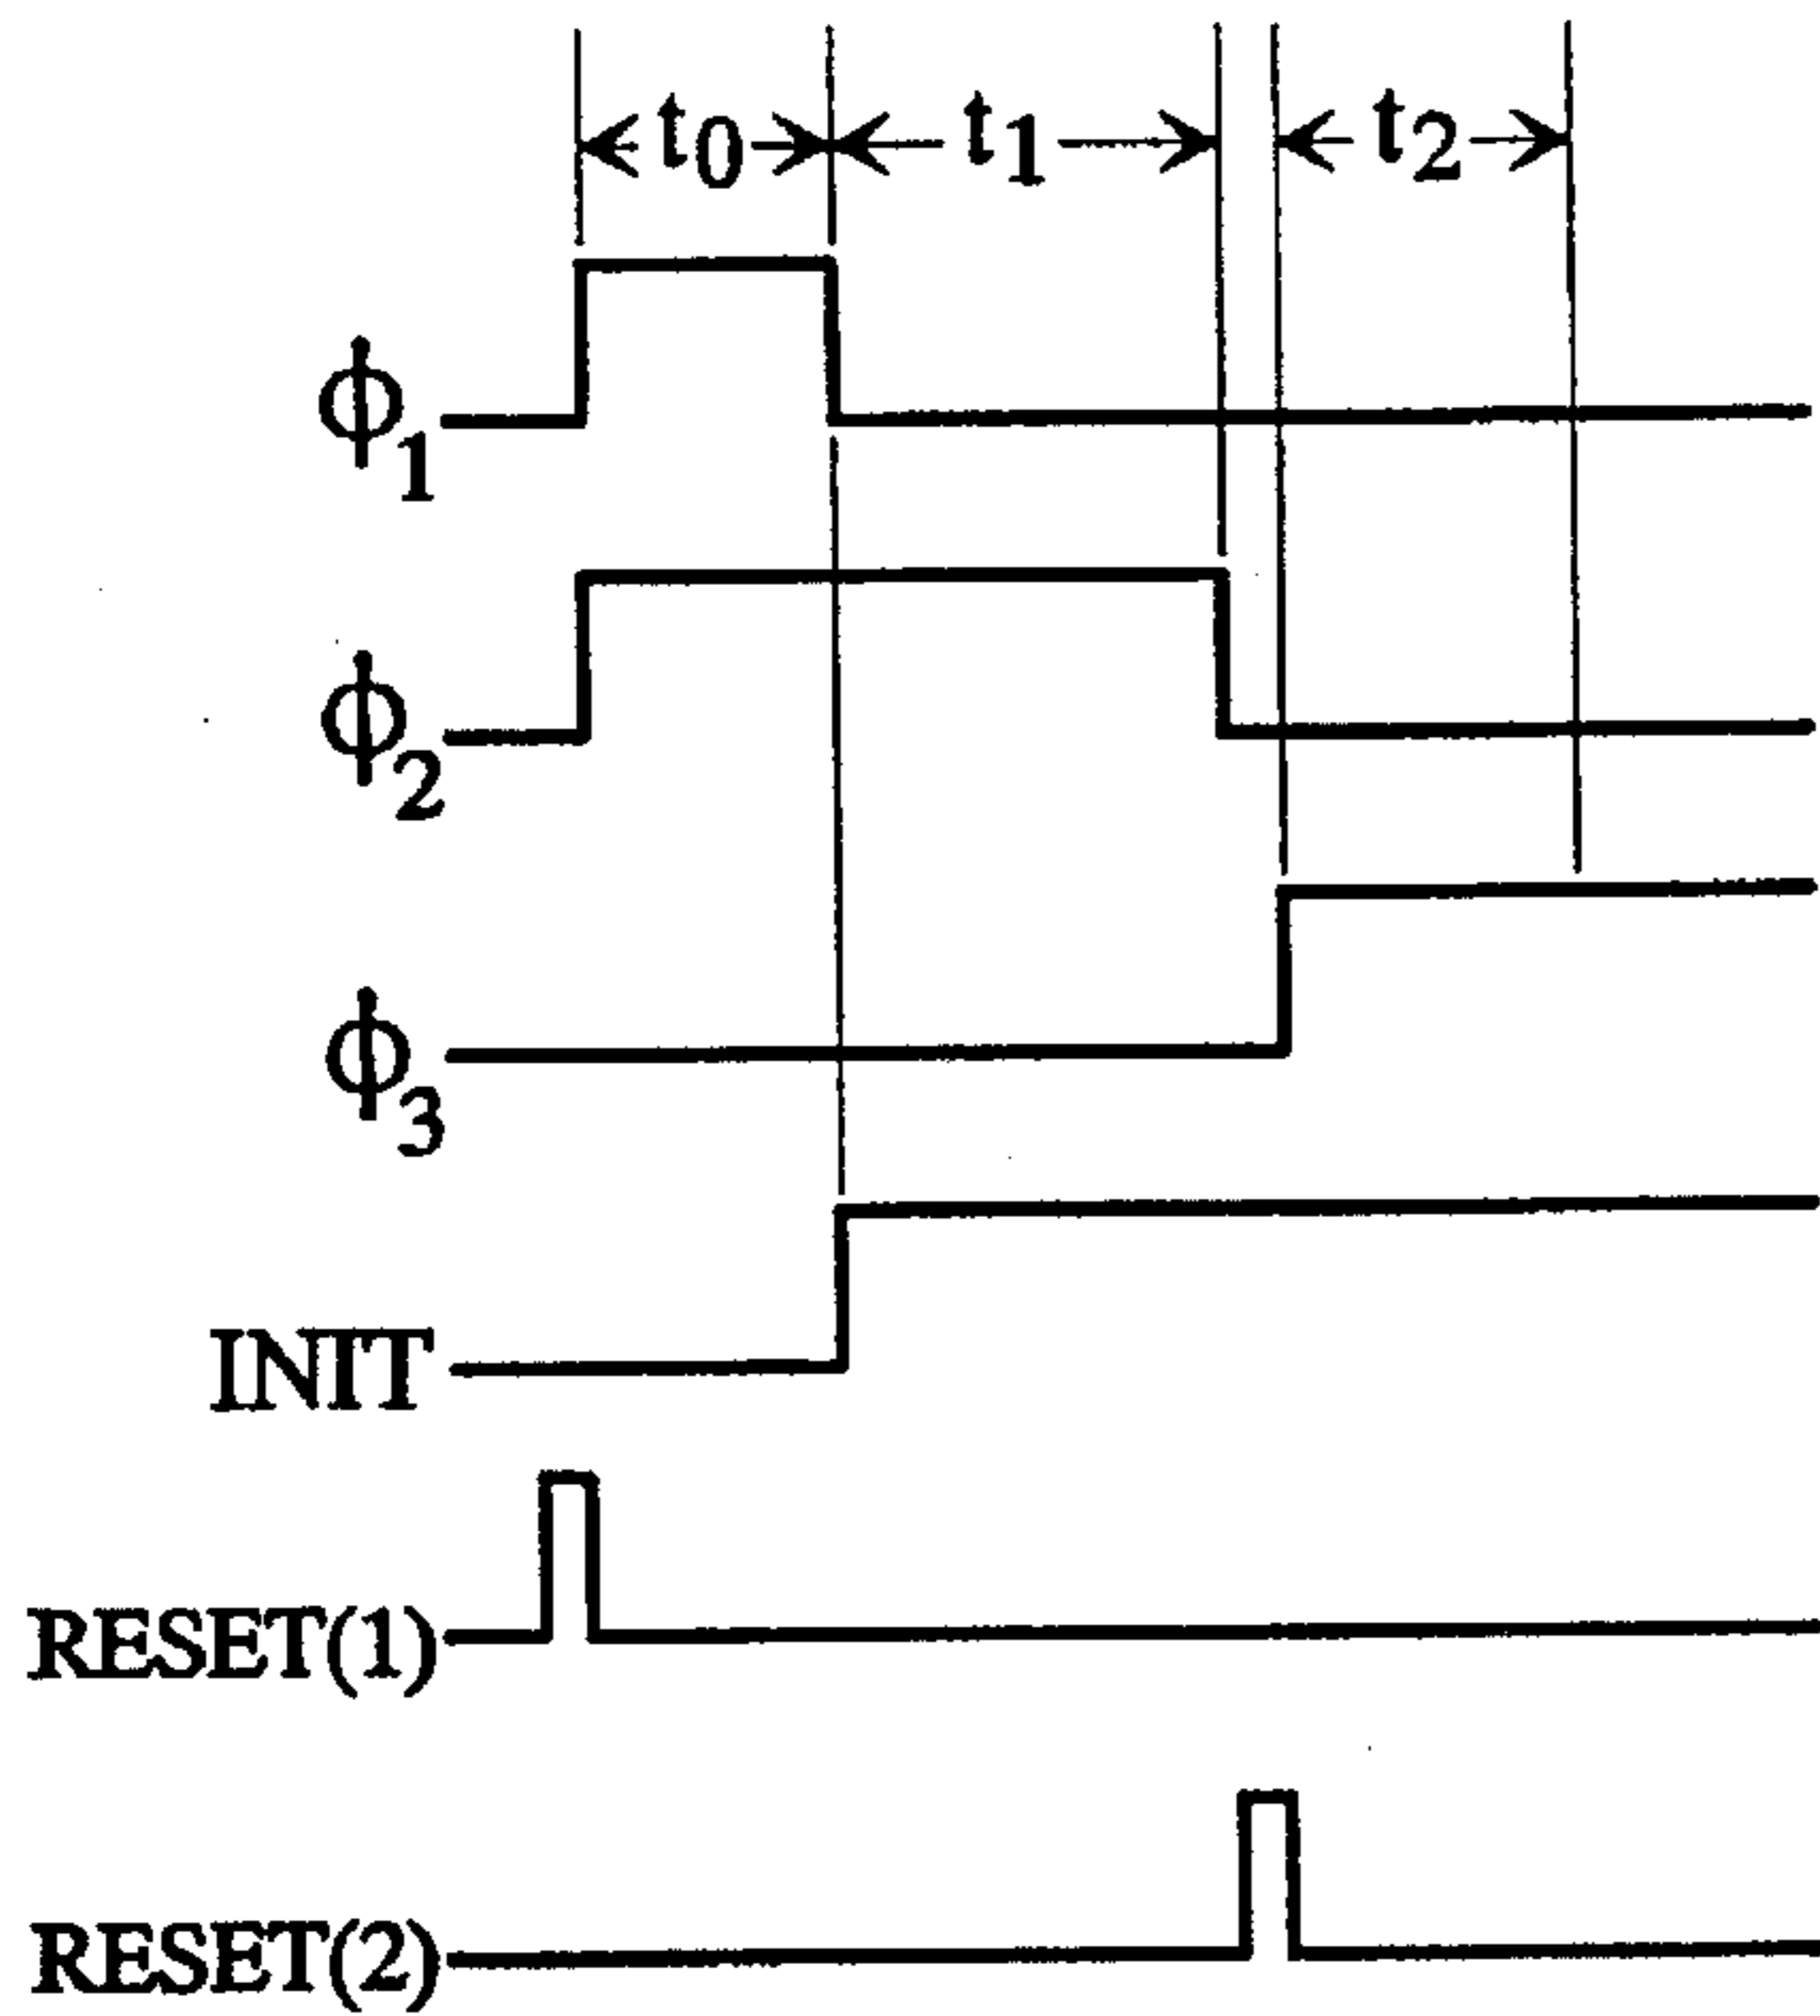 t0 t1 t2
ϕ1
ϕ2
ϕ3
INIT
RESET(1)
RESET(2)